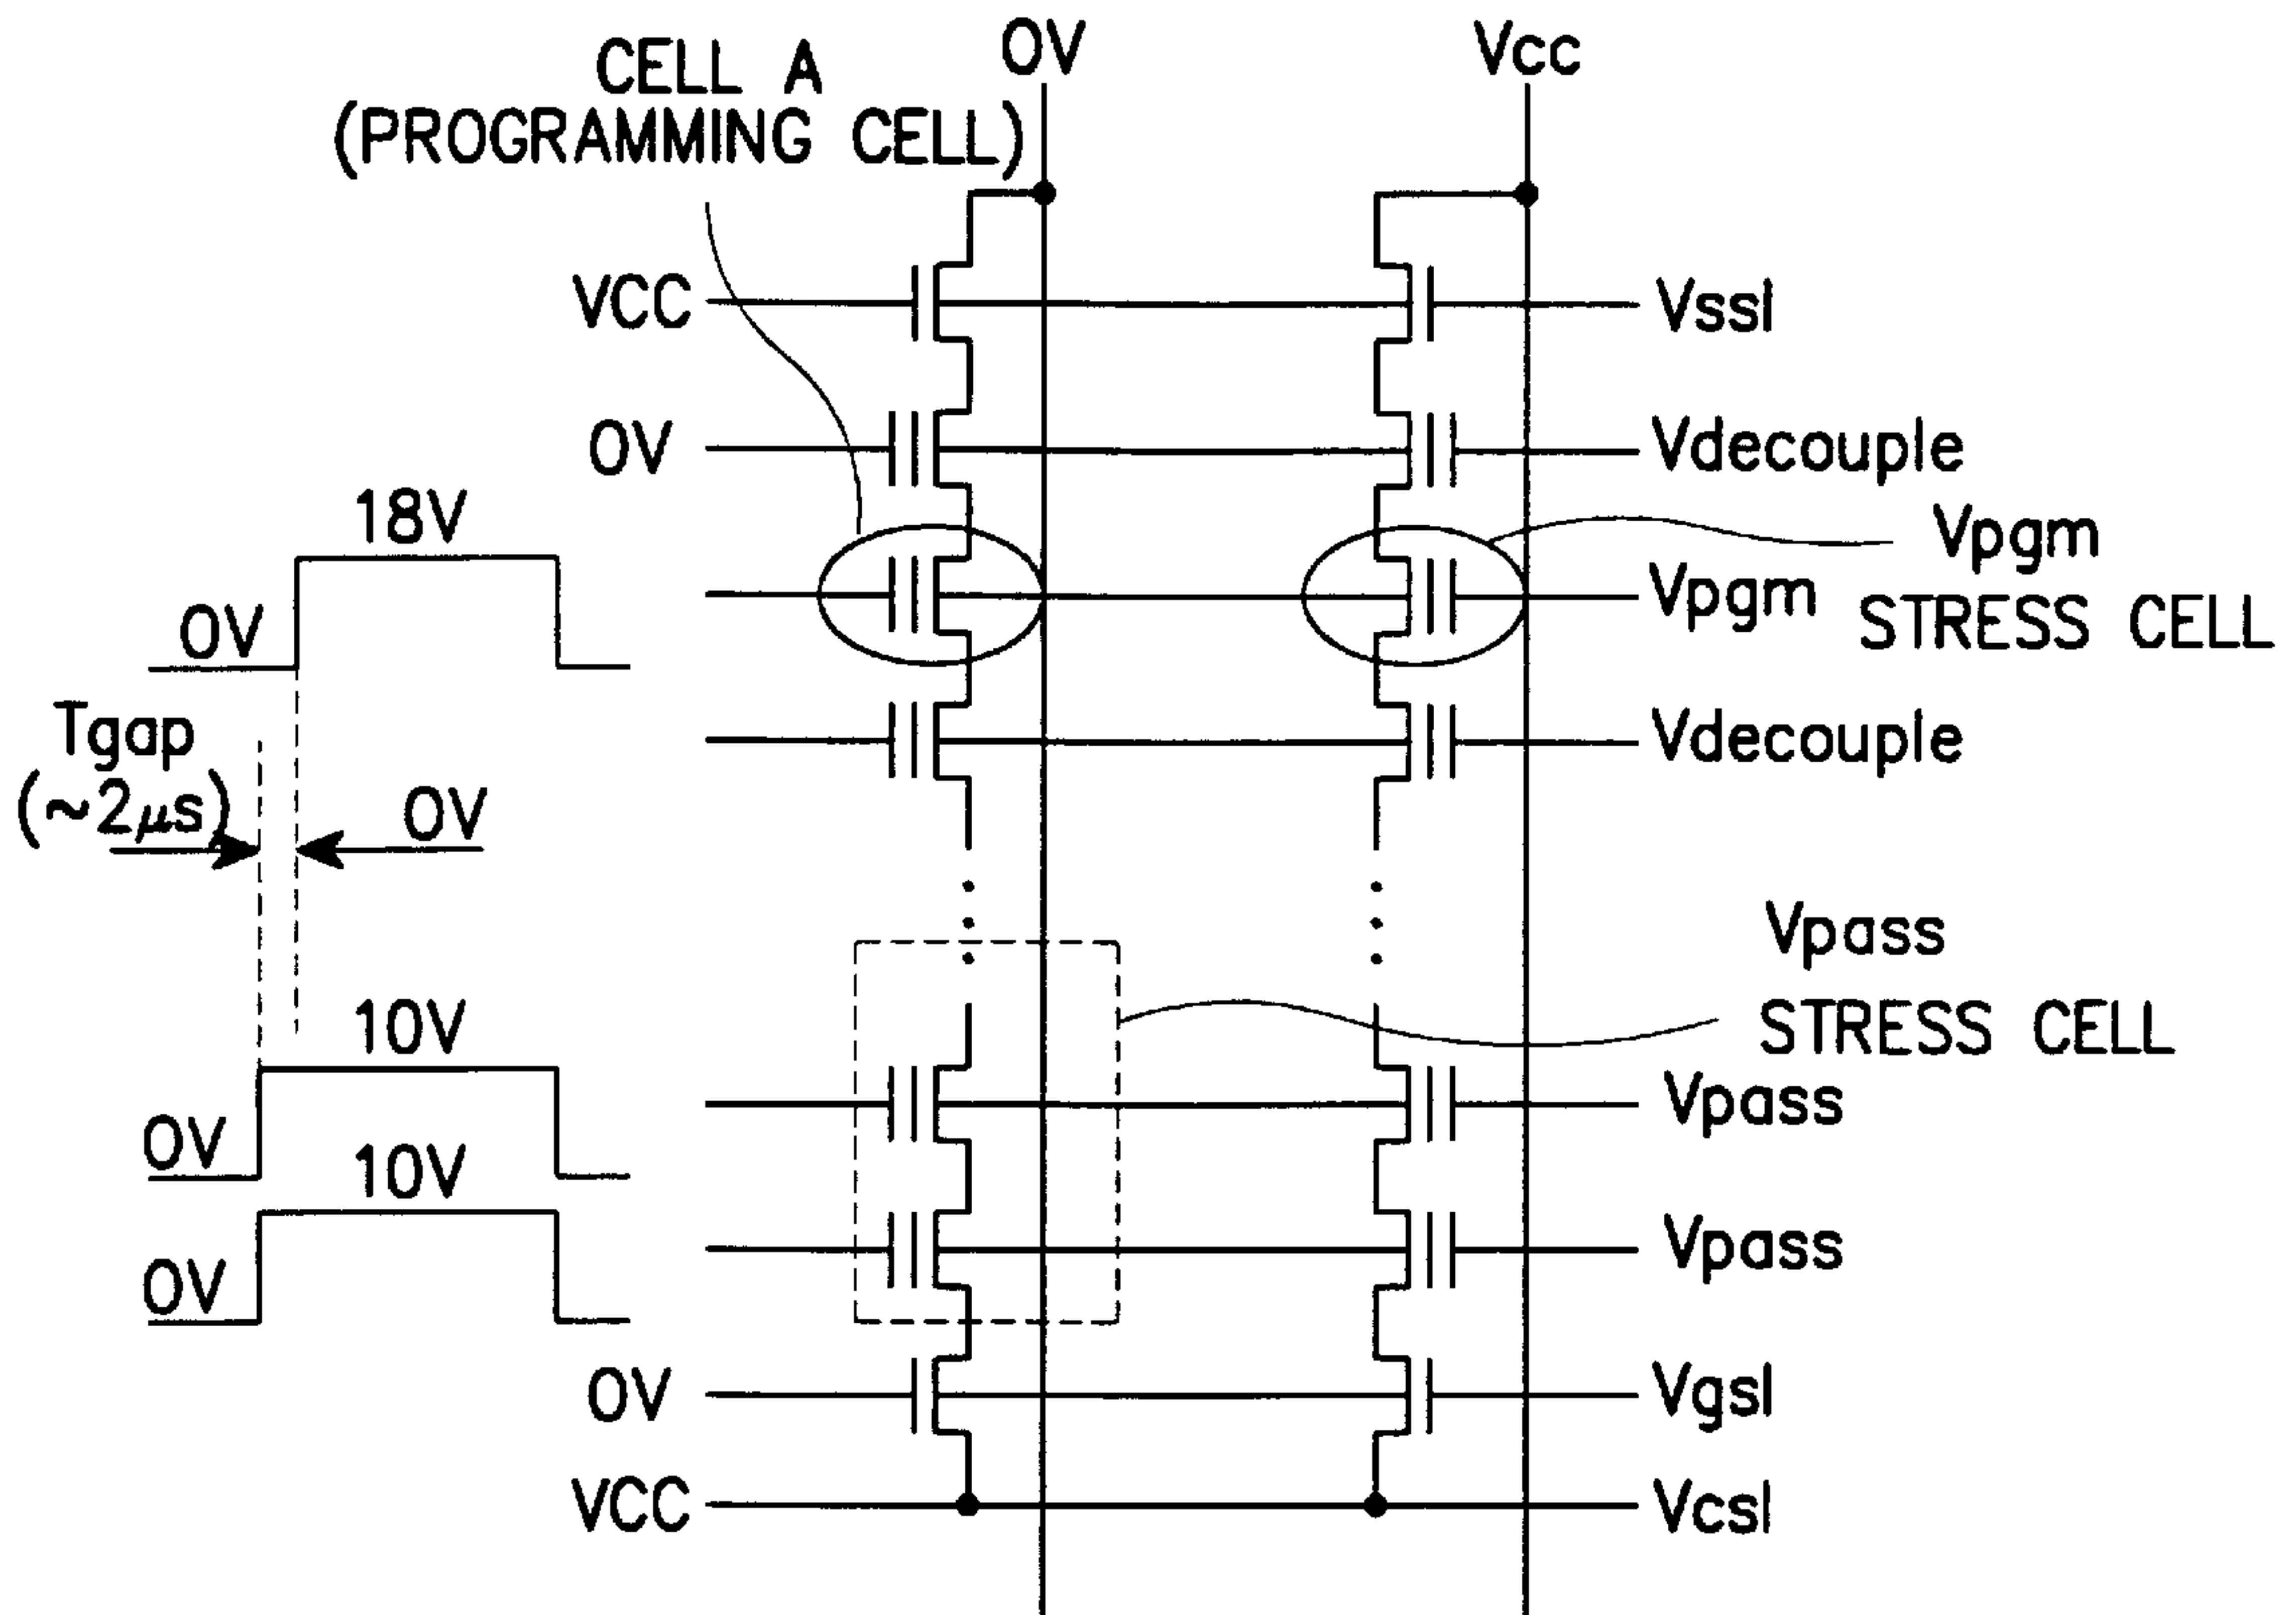 CELL A
(PROGRAMMING CELL)
0V
Vcc
VCC
Vssl
0V
Vdecouple
18V
0V
Vpgm
Vpgm
STRESS CELL
Tgap
(~2μs)
0V
Vdecouple
Vpass
STRESS CELL
10V
0V
Vpass
10V
0V
Vpass
0V
Vgsl
VCC
Vcsl